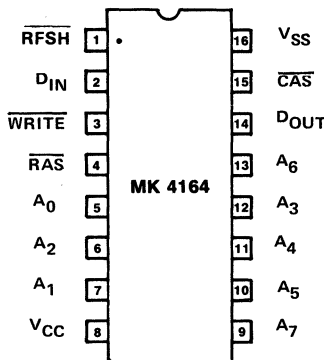 RFSH 1 16 VSS
DIN 2 15 CAS
WRITE 3 14 DOUT
RAS 4 13 A6
MK 4164
A0 5 12 A3
A2 6 11 A4
A1 7 10 A5
VCC 8 9 A7